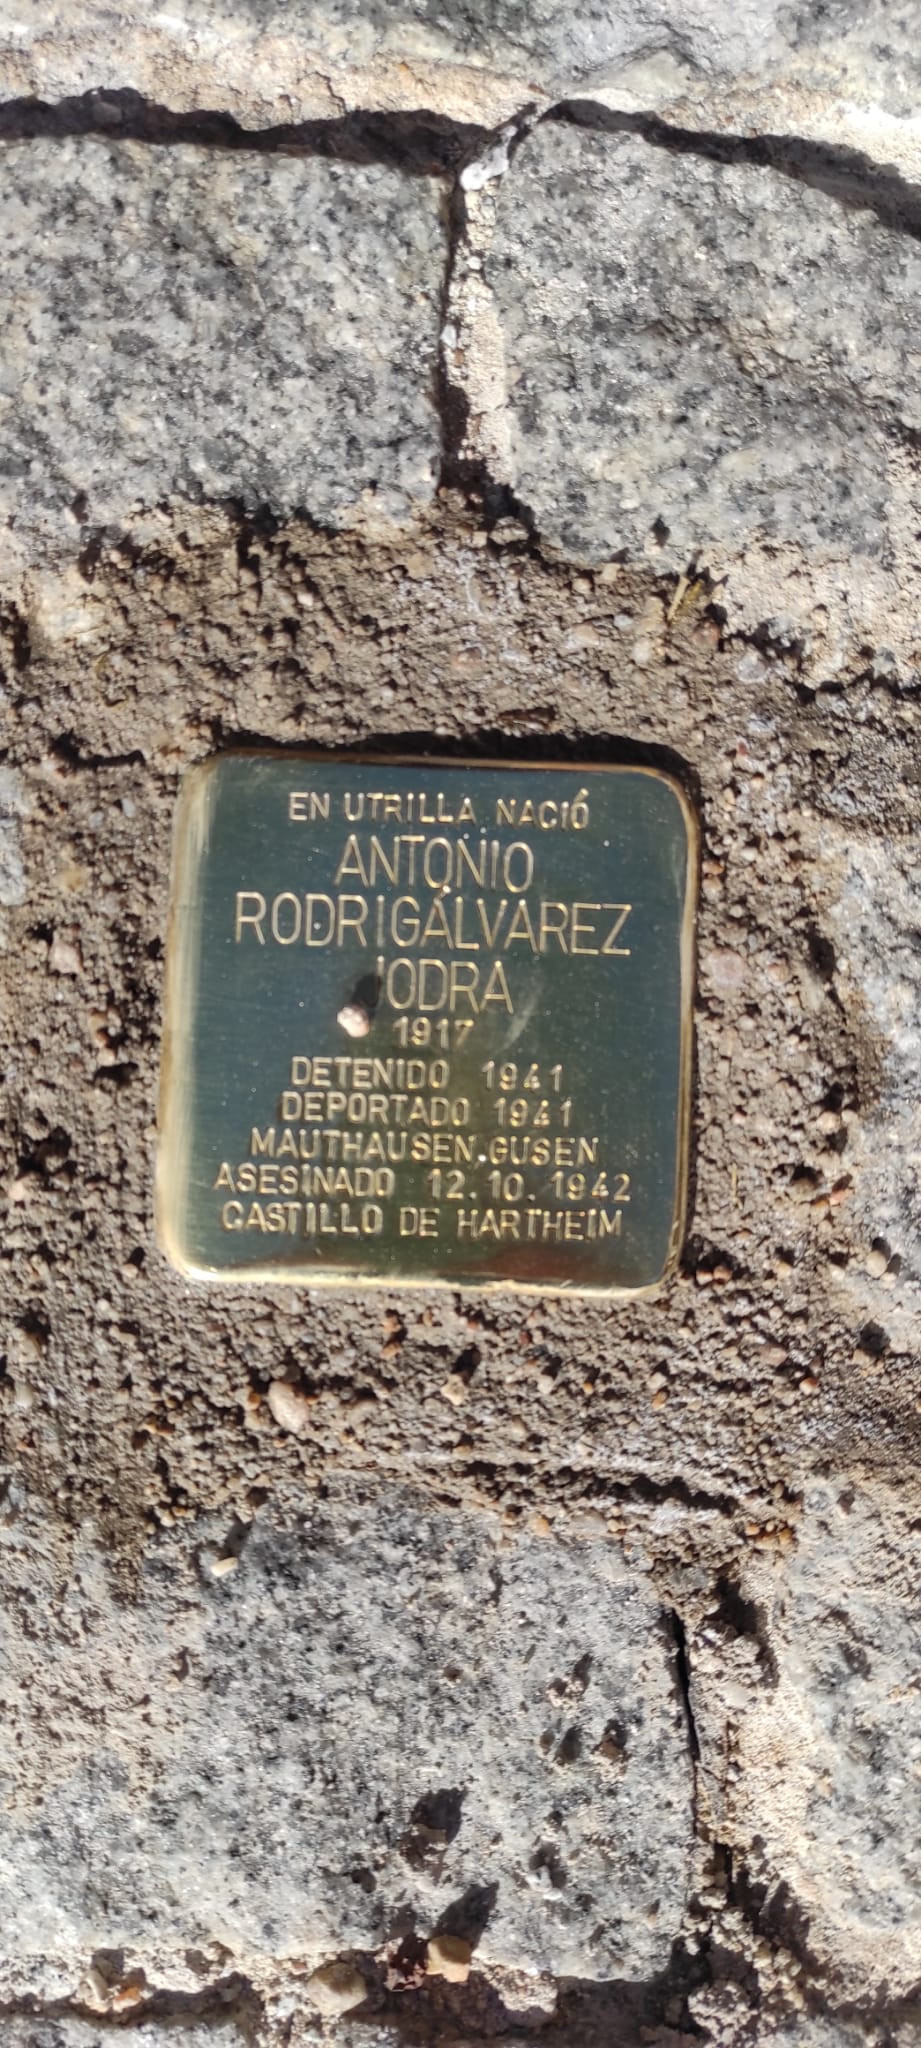 EN UTRILLA NACIÓ
ANTONIO
RODRIGÁLVAREZ
JODRA
1917
DETENIDO 1941
DEPORTADO 1941
MAUTHAUSEN, GUSEN
ASESINADO 12.10.1942
CASTILLO DE HARTHEIM